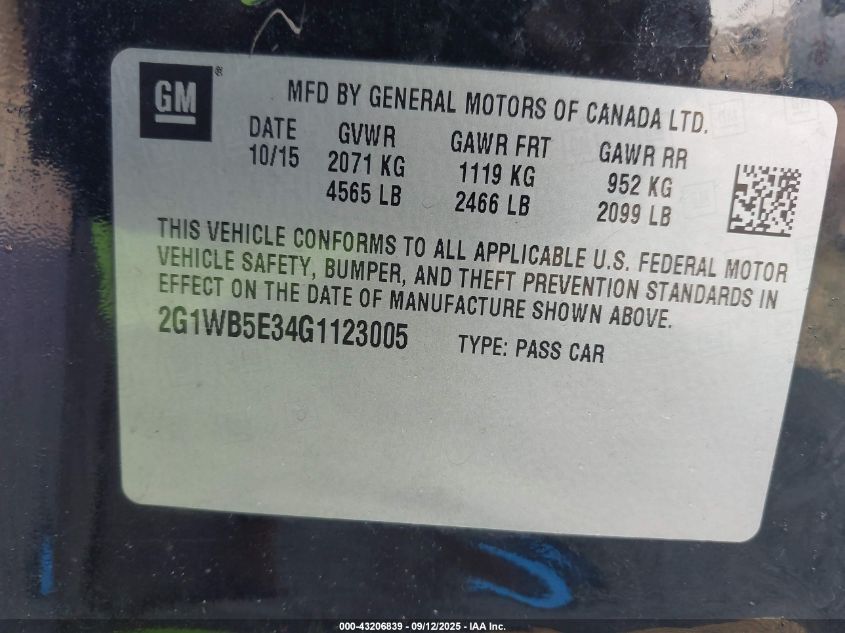 GM®
MFD BY GENERAL MOTORS OF CANADA LTD.
DATE GVWR GAWR FRT GAWR RR
10/15 2071 KG 1119 KG 952 KG
4565 LB 2466 LB 2099 LB
THIS VEHICLE CONFORMS TO ALL APPLICABLE U.S. FEDERAL MOTOR
VEHICLE SAFETY, BUMPER, AND THEFT PREVENTION STANDARDS IN
EFFECT ON THE DATE OF MANUFACTURE SHOWN ABOVE.
2G1WB5E34G1123005 TYPE: PASS CAR
000-43206839 - 09/12/2025 - IAA Inc.